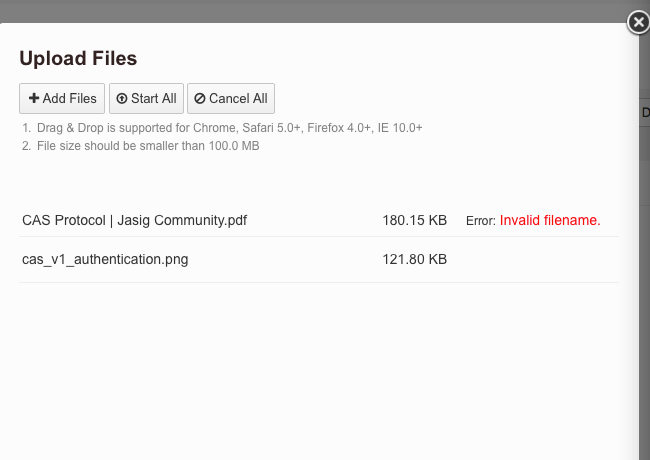 Upload Files
Add Files Start All Cancel All
1. Drag & Drop is supported for Chrome, Safari 5.0+, Firefox 4.0+, IE 10.0+
2. File size should be smaller than 100.0 MB
CAS Protocol | Jasig Community.pdf 180.15 KB Error: Invalid filename.
cas_v1_authentication.png 121.80 KB